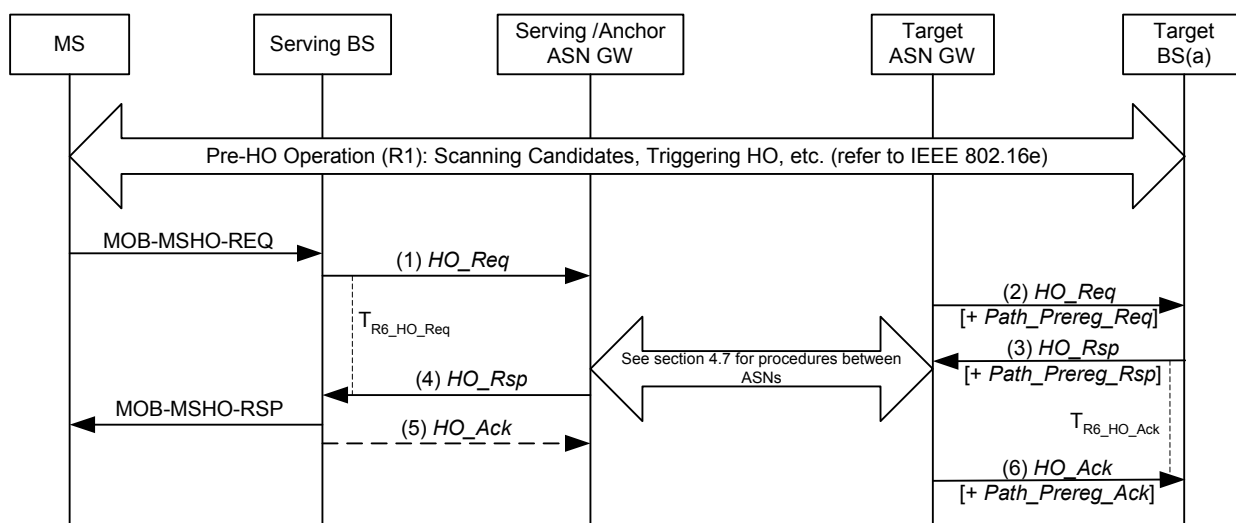 MS
Serving BS
Serving /Anchor
ASN GW
Target
ASN GW
Target
BS(a)
Pre-HO Operation (R1): Scanning Candidates, Triggering HO, etc. (refer to IEEE 802.16e)
MOB-MSHO-REQ
(1) HO_Req
(2) HO_Req
[+ Path_Prereg_Req]
TR6_HO_Req
See section 4.7 for procedures between
ASNs
(3) HO_Rsp
[+ Path_Prereg_Rsp]
(4) HO_Rsp
MOB-MSHO-RSP
(5) HO_Ack
TR6_HO_Ack
(6) HO_Ack
[+ Path_Prereg_Ack]